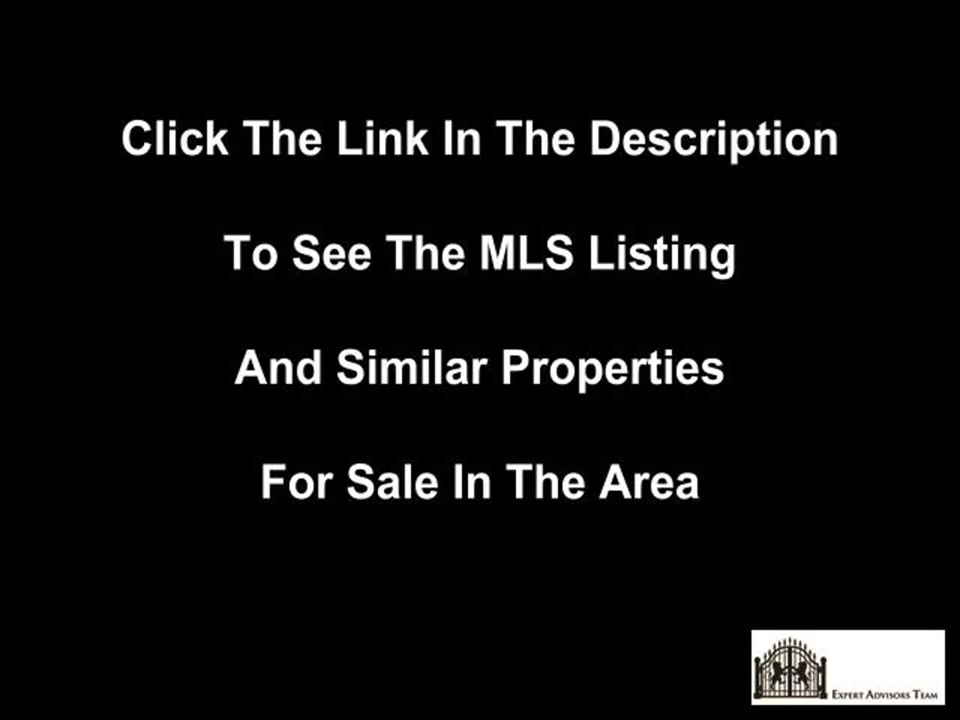 Click The Link In The Description
To See The MLS Listing
And Similar Properties
For Sale In The Area
EXPERT ADVISORS TEAM